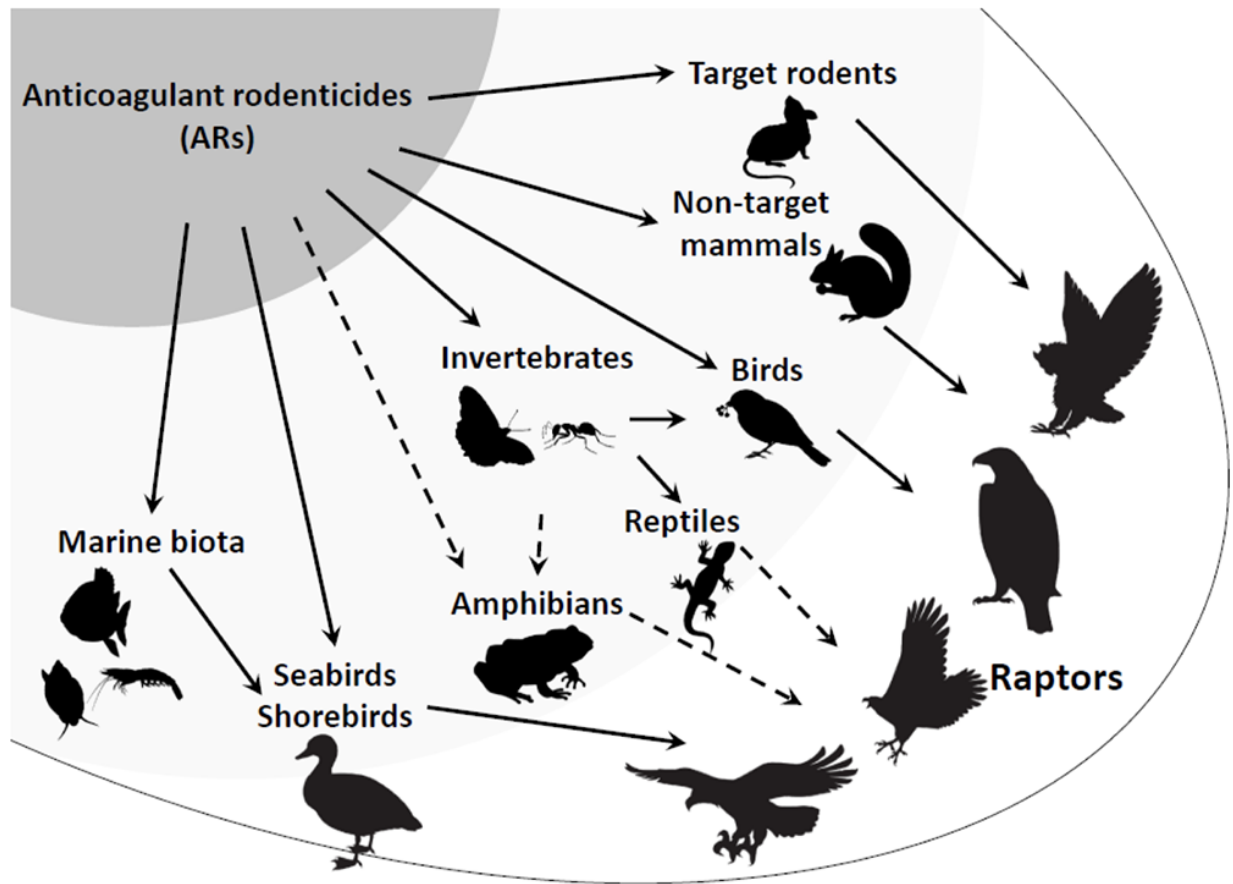 Anticoagulant rodenticides
(ARs)
Target rodents
Non-target
mammals
Invertebrates
Birds
Reptiles
Marine biota
Amphibians
Seabirds
Shorebirds
Raptors